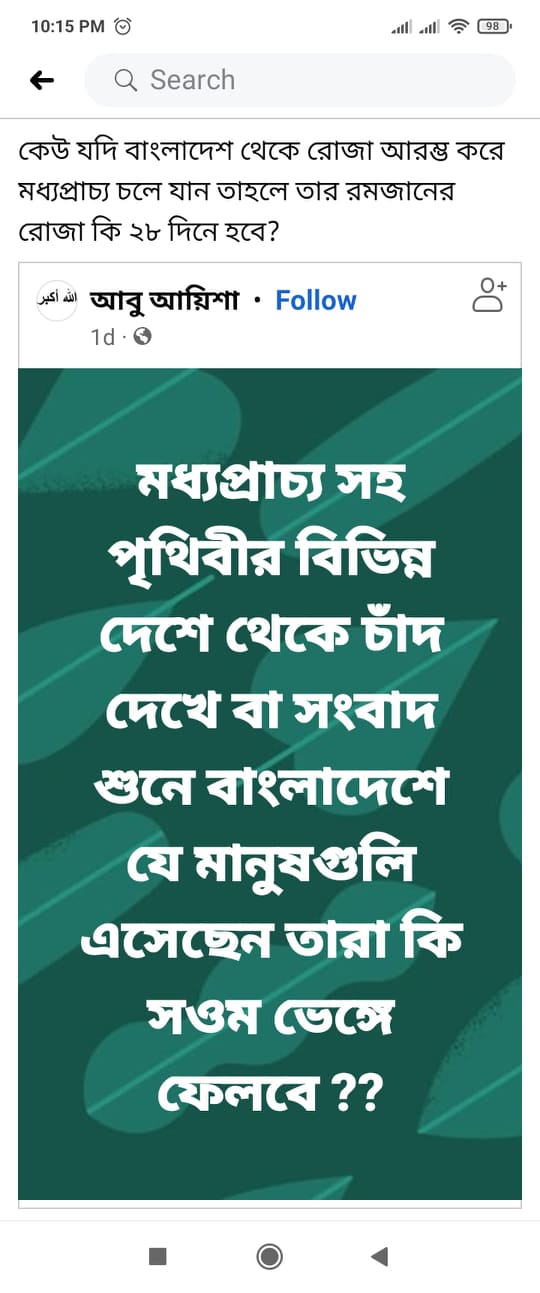 10:15 PM
98
Search
কেউ যদি বাংলাদেশ থেকে রোজা আরম্ভ করে
মধ্যপ্রাচ্য চলে যান তাহলে তার রমজানের
রোজা কি ২৮ দিনে হবে?
الله أكبر
আবু আয়িশা • Follow
1d ·
মধ্যপ্রাচ্য সহ
পৃথিবীর বিভিন্ন
দেশে থেকে চাঁদ
দেখে বা সংবাদ
শুনে বাংলাদেশে
যে মানুষগুলি
এসেছেন তারা কি
সওম ভেঙ্গে
ফেলবে ??